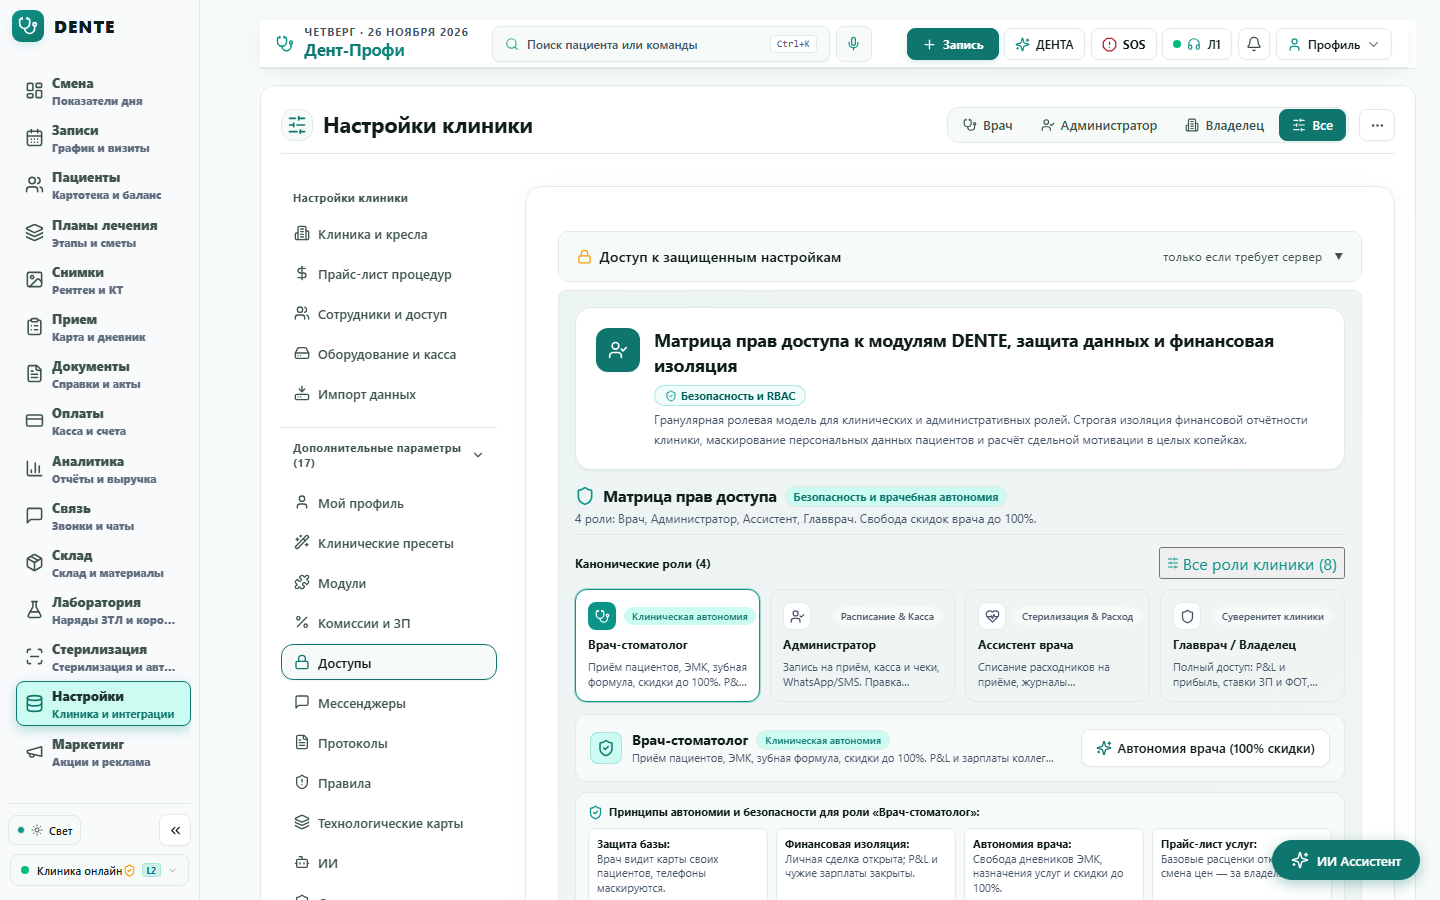 DENTE
Смена
Показатели дня
Записи
График и визиты
Пациенты
Картотека и баланс
Планы лечения
Этапы и сметы
Снимки
Рентген и КТ
Прием
Карта и дневник
Документы
Справки и акты
Оплаты
Касса и счета
Аналитика
Отчёты и выручка
Связь
Звонки и чаты
Склад
Склад и материалы
Лаборатория
Наряды ЗТЛ и коро...
Стерилизация
Стерилизация и авт...
Настройки
Клиника и интеграции
Маркетинг
Акции и реклама
Свет
«
Клиника онлайн L2
ЧЕТВЕРГ · 26 НОЯБРЯ 2026
Дент-Профи
Поиск пациента или команды Ctrl+K
+ Запись
ДЕНТА
SOS
Л1
Профиль
Настройки клиники
Врач
Администратор
Владелец
Все
...
Настройки клиники
Клиника и кресла
Прайс-лист процедур
Сотрудники и доступ
Оборудование и касса
Импорт данных
Дополнительные параметры
(17)
Мой профиль
Клинические пресеты
Модули
Комиссии и ЗП
Доступы
Мессенджеры
Протоколы
Правила
Технологические карты
ИИ
Доступ к защищенным настройкам
только если требует сервер ▼
Матрица прав доступа к модулям DENTE, защита данных и финансовая
изоляция
Безопасность и RBAC
Гранулярная ролевая модель для клинических и административных ролей. Строгая изоляция финансовой отчётности
клиники, маскирование персональных данных пациентов и расчёт сдельной мотивации в целых копейках.
Матрица прав доступа Безопасность и врачебная автономия
4 роли: Врач, Администратор, Ассистент, Главврач. Свобода скидок врача до 100%.
Канонические роли (4)
Все роли клиники (8)
Клиническая автономия
Врач-стоматолог
Приём пациентов, ЭМК, зубная
формула, скидки до 100%. P&...
Расписание & Касса
Администратор
Запись на приём, касса и чеки,
WhatsApp/SMS. Правка...
Стерилизация & Расход
Ассистент врача
Списание расходников на
приёме, журналы...
Суверенитет клиники
Главврач / Владелец
Полный доступ: P&L и
прибыль, ставки ЗП и ФОТ,...
Врач-стоматолог Клиническая автономия
Приём пациентов, ЭМК, зубная формула, скидки до 100%. P&L и зарплаты коллег...
Автономия врача (100% скидки)
Принципы автономии и безопасности для роли «Врач-стоматолог»:
Защита базы:
Врач видит карты своих
пациентов, телефоны
маскируются.
Финансовая изоляция:
Личная сделка открыта; P&L и
чужие зарплаты закрыты.
Автономия врача:
Свобода дневников ЭМК,
назначения услуг и скидки до
100%.
Прайс-лист услуг:
Базовые расценки
смена цен — за
ИИ Ассистент